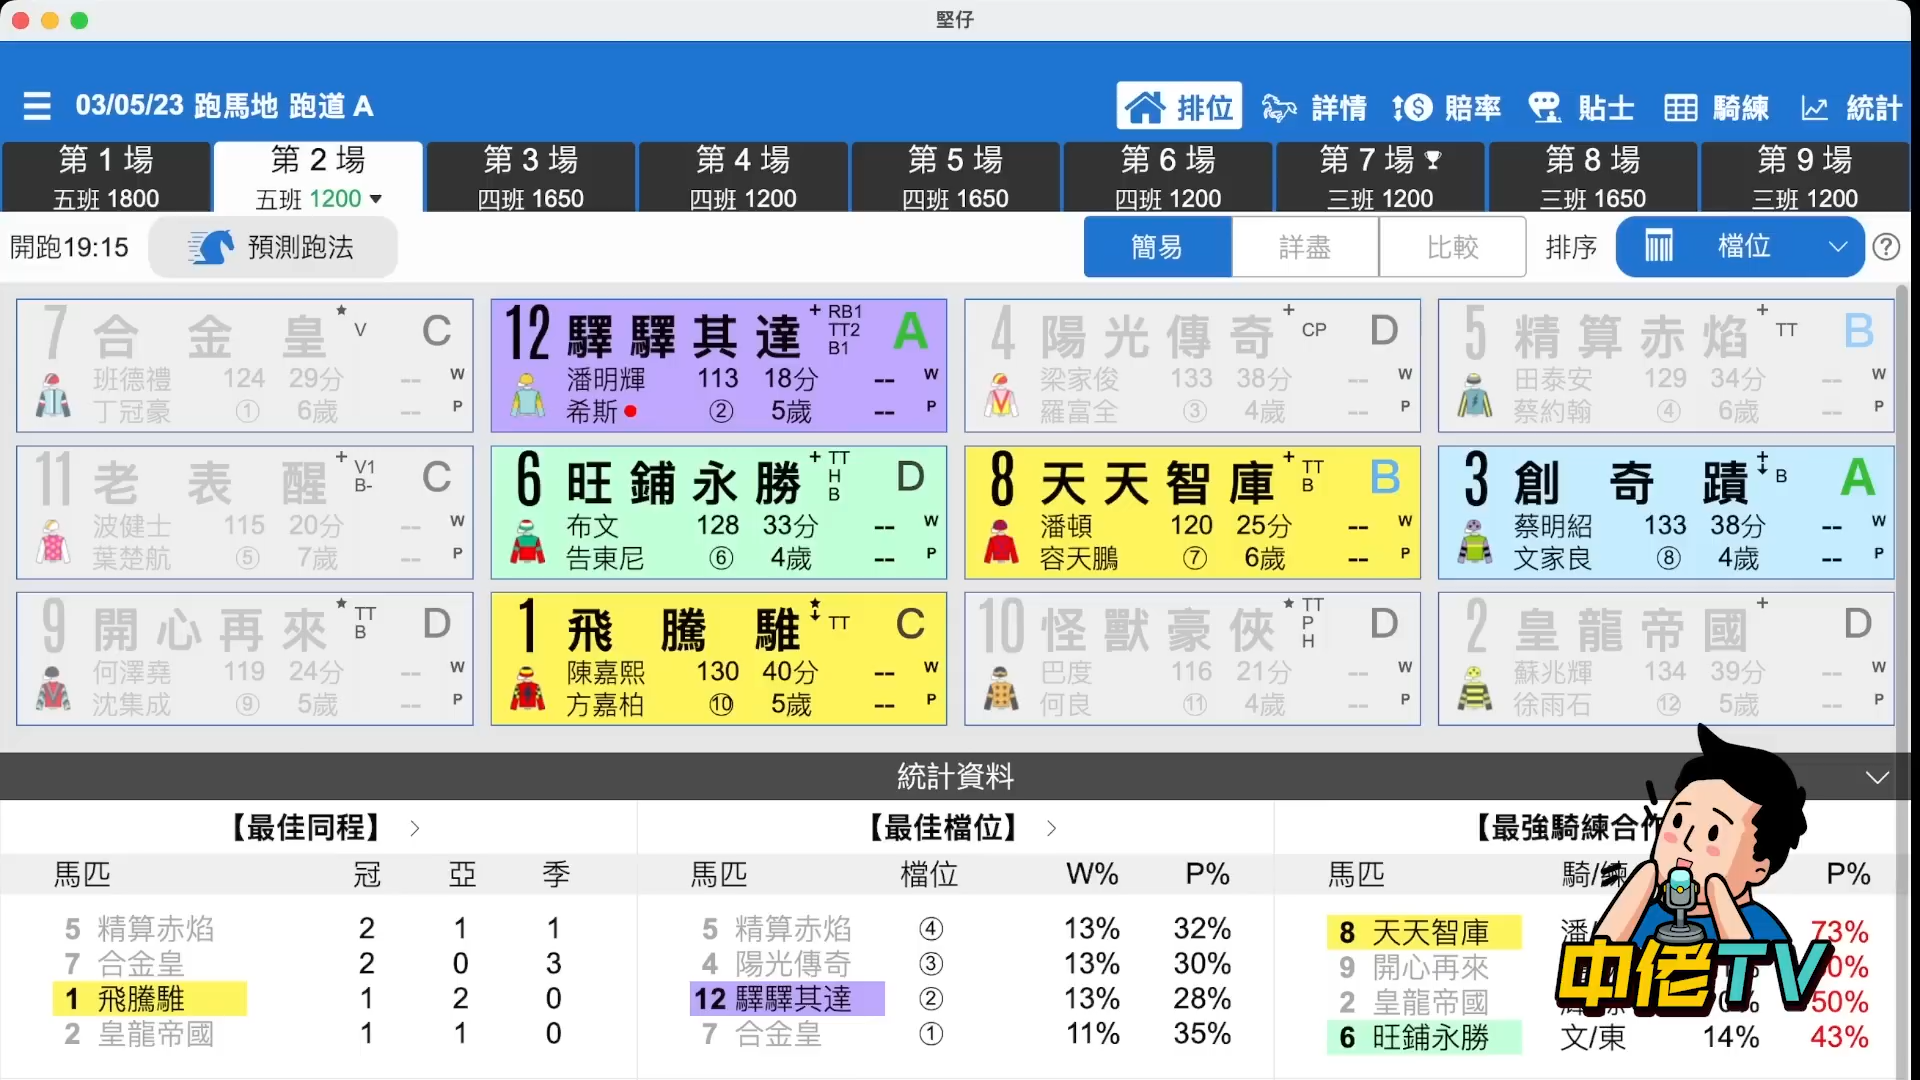 堅仔
03/05/23 跑馬地 跑道 A
排位 詳情 賠率 貼士 騎練 統計
第 1 場 第 2 場 第 3 場 第 4 場 第 5 場 第 6 場 第 7 場 第 8 場 第 9 場
五班 1800 五班 1200 四班 1650 四班 1200 四班 1650 四班 1200 三班 1200 三班 1650 三班 1200
開跑19:15 預測跑法 簡易 詳盡 比較 排序 檔位 ?
7 合金皇 ★ V C
班德禮 124 29分 -- W
丁冠豪 ① 6歲 -- P
12 驛驛其達 + RB1 TT2 B1 A
潘明輝 113 18分 -- W
希斯 ② 5歲 -- P
4 陽光傳奇 + CP D
梁家俊 133 38分 -- W
羅富全 ③ 4歲 -- P
5 精算赤焰 + TT B
田泰安 129 34分 -- W
蔡約翰 ④ 6歲 -- P
11 老表醒 + V1 B- C
波健士 115 20分 -- W
葉楚航 ⑤ 7歲 -- P
6 旺鋪永勝 + TT H B D
布文 128 33分 -- W
告東尼 ⑥ 4歲 -- P
8 天天智庫 + TT B B
潘頓 120 25分 -- W
容天鵬 ⑦ 6歲 -- P
3 創奇蹟 + B A
蔡明紹 133 38分 -- W
文家良 ⑧ 4歲 -- P
9 開心再來 ★ TT B D
何澤堯 119 24分 -- W
沈集成 ⑨ 5歲 -- P
1 飛騰騅 ★ TT C
陳嘉熙 130 40分 -- W
方嘉柏 ⑩ 5歲 -- P
10 怪獸豪俠 ★ TT P H D
巴度 116 21分 -- W
何良 ⑪ 4歲 -- P
2 皇龍帝國 + D
蘇兆輝 134 39分 -- W
徐雨石 ⑫ 5歲 -- P
統計資料
【最佳同程】
馬匹 冠 亞 季
5 精算赤焰 2 1 1
7 合金皇 2 0 3
1 飛騰騅 1 2 0
2 皇龍帝國 1 1 0
【最佳檔位】
馬匹 檔位 W% P%
5 精算赤焰 ④ 13% 32%
4 陽光傳奇 ③ 13% 30%
12 驛驛其達 ② 13% 28%
7 合金皇 ① 11% 35%
【最強騎練合作
馬匹 騎/練 P%
8 天天智庫 潘/ 73%
9 開心再來 0%
2 皇龍帝國 50%
6 旺鋪永勝 文/東 14% 43%
中佬TV